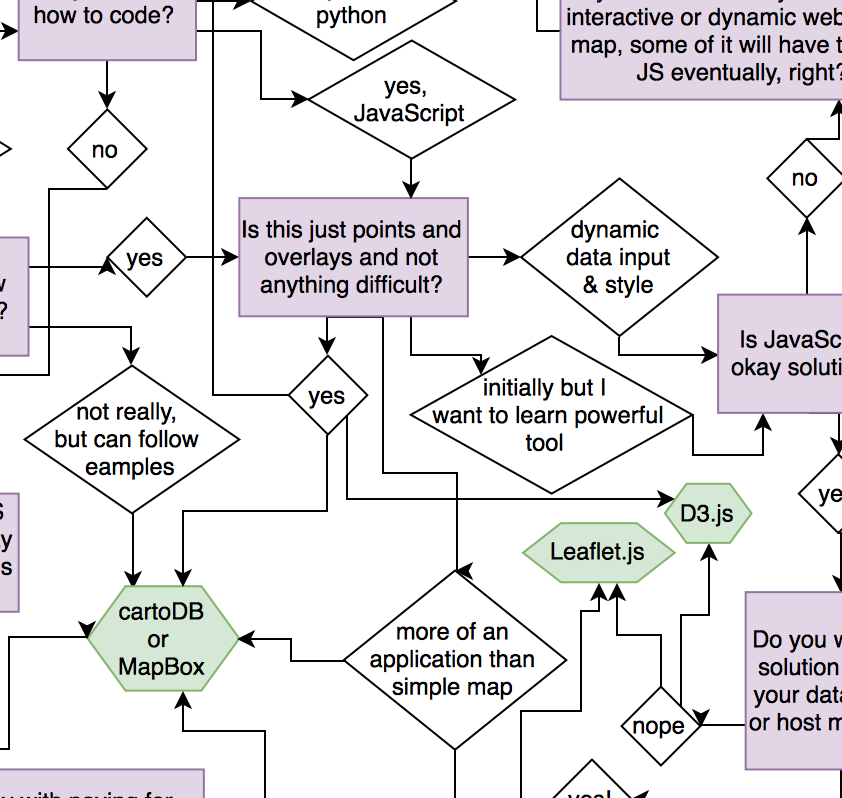 how to code?
python
interactive or dynamic web
map, some of it will have
JS eventually, right?
yes,
JavaScript
no
no
yes
Is this just points and
overlays and not
anything difficult?
dynamic
data input
& style
?
Is
okay
yes
initially but I
want to learn powerful
tool
not really,
but can follow
eamples
D3.js
Leaflet.js
cartoDB
or
MapBox
more of an
application than
simple map
Do you
solution
your
or host
nope
yes!
with paying for